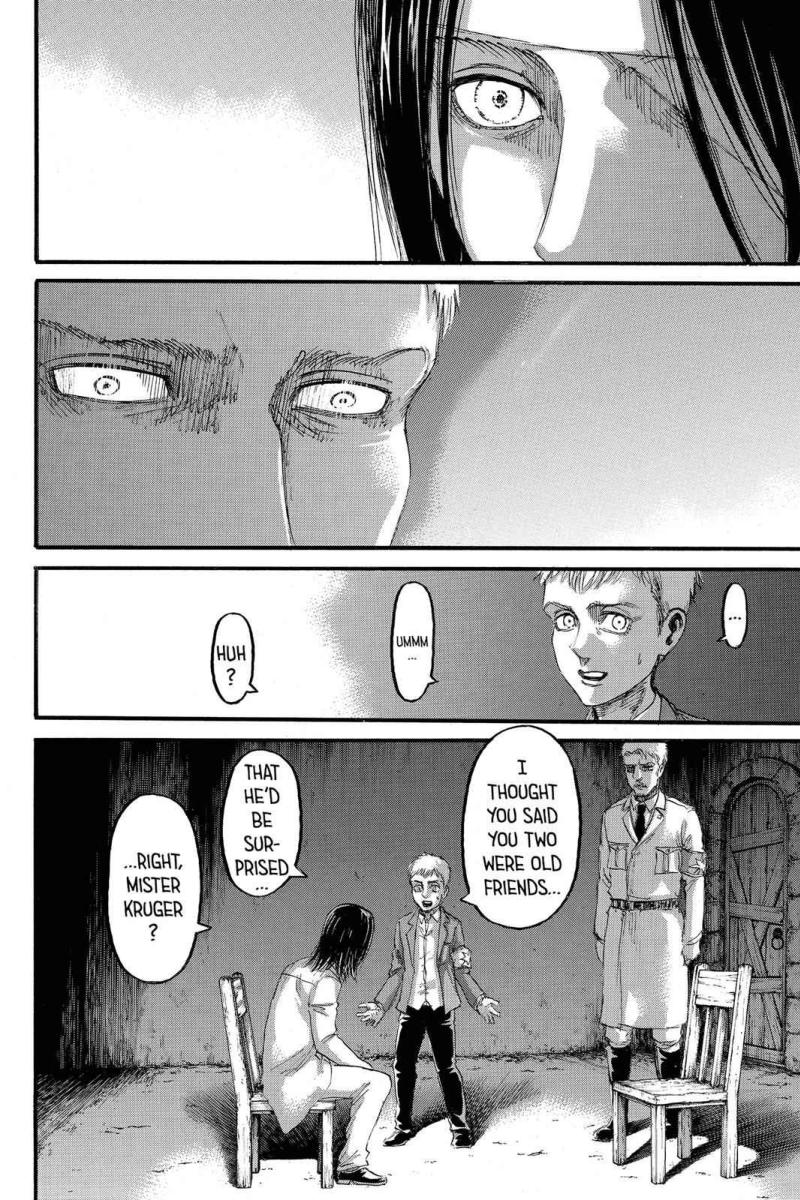 ...
UMMM
...
HUH
?
I
THOUGHT
YOU SAID
YOU TWO
WERE OLD
FRIENDS...
THAT
HE'D
BE
SUR-
PRISED
...
...RIGHT,
MISTER
KRUGER
?